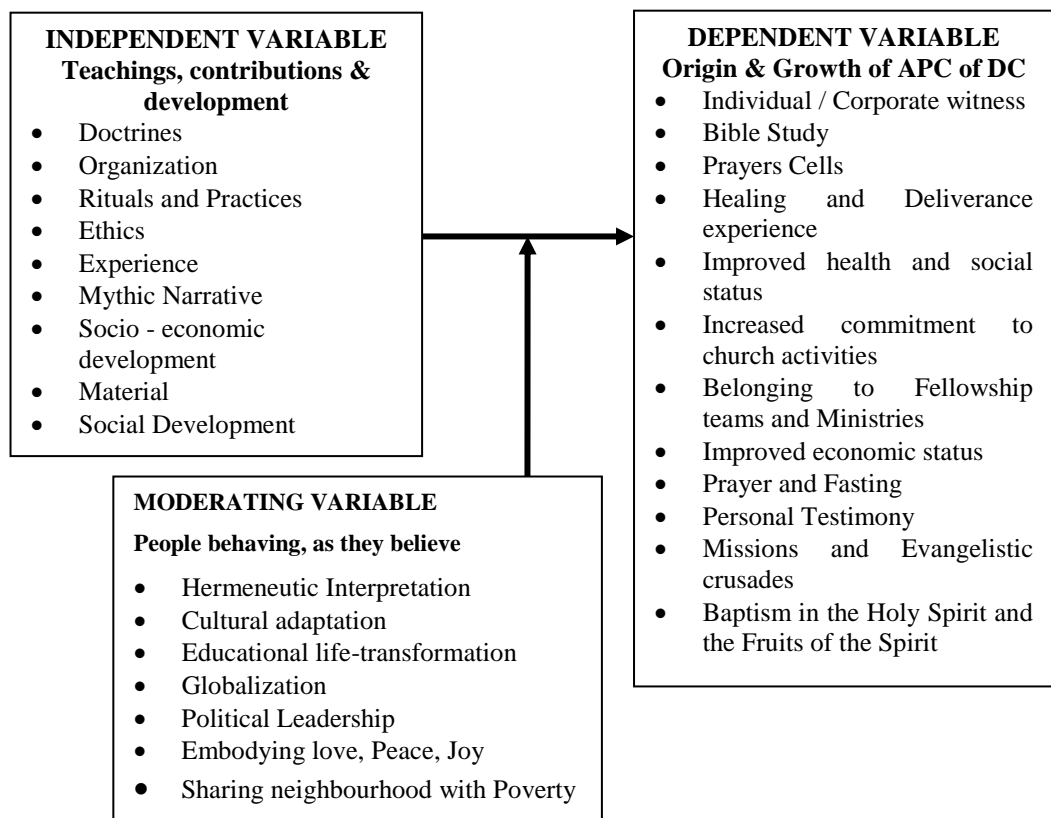 INDEPENDENT VARIABLE
Teachings, contributions &
development
• Doctrines
• Organization
• Rituals and Practices
• Ethics
• Experience
• Mythic Narrative
• Socio - economic
development
• Material
• Social Development
DEPENDENT VARIABLE
Origin & Growth of APC of DC
• Individual / Corporate witness
• Bible Study
• Prayers Cells
• Healing and Deliverance
experience
• Improved health and social
status
• Increased commitment to
church activities
• Belonging to Fellowship
teams and Ministries
• Improved economic status
• Prayer and Fasting
• Personal Testimony
• Missions and Evangelistic
crusades
• Baptism in the Holy Spirit and
the Fruits of the Spirit
MODERATING VARIABLE
People behaving, as they believe
• Hermeneutic Interpretation
• Cultural adaptation
• Educational life-transformation
• Globalization
• Political Leadership
• Embodying love, Peace, Joy
• Sharing neighbourhood with Poverty